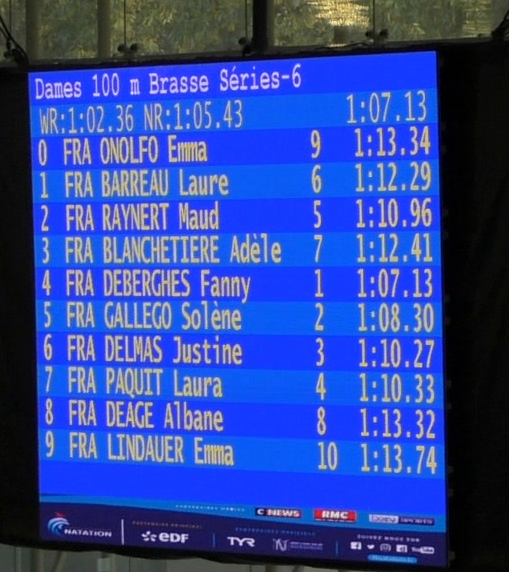 Dames 100 m Brasse Séries-6
WR:1:02.36 NR:1:05.43 1:07.13
0 FRA ONOLFO Emma 9 1:13.34
1 FRA BARREAU Laure 6 1:12.29
2 FRA RAYNERT Maud 5 1:10.96
3 FRA BLANCHETIERE Adèle 7 1:12.41
4 FRA DEBERGHES Fanny 1 1:07.13
5 FRA GALLEGO Solène 2 1:08.30
6 FRA DELMAS Justine 3 1:10.27
7 FRA PAQUIT Laura 4 1:10.33
8 FRA DEAGE Albane 8 1:13.32
9 FRA LINDAUER Emma 10 1:13.74
CNEWS RMC
NATATION edf TYR YouTube